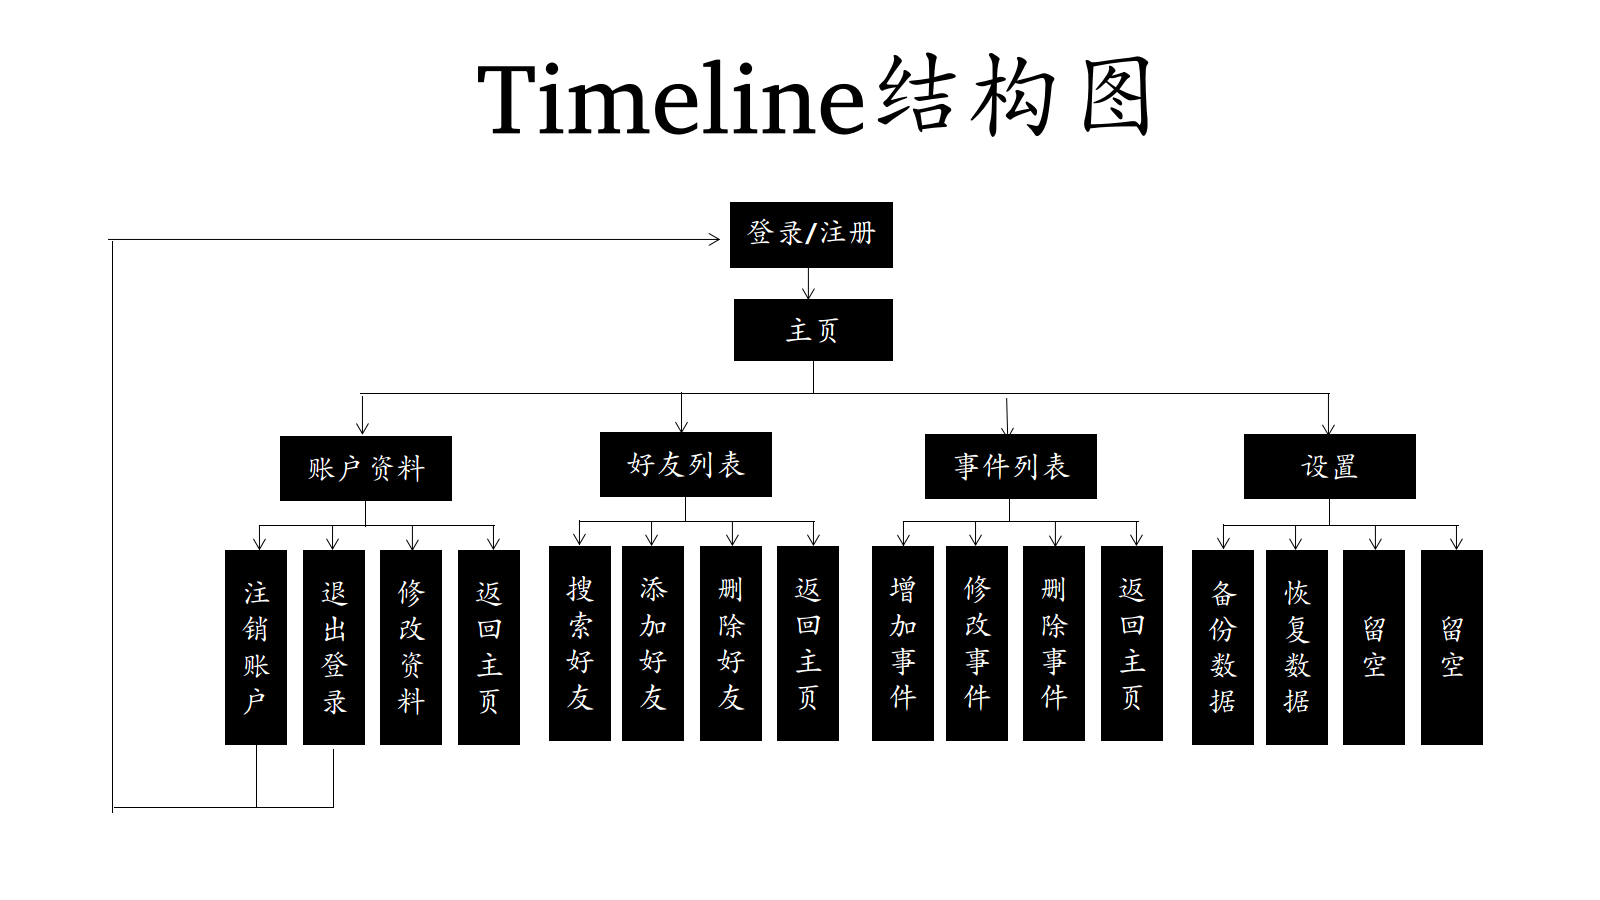 Timeline结构图
登录/注册
主页
账户资料
好友列表
事件列表
设置
注销账户
退出登录
修改资料
返回主页
搜索好友
添加好友
删除好友
返回主页
增加事件
修改事件
删除事件
返回主页
备份数据
恢复数据
留空
留空